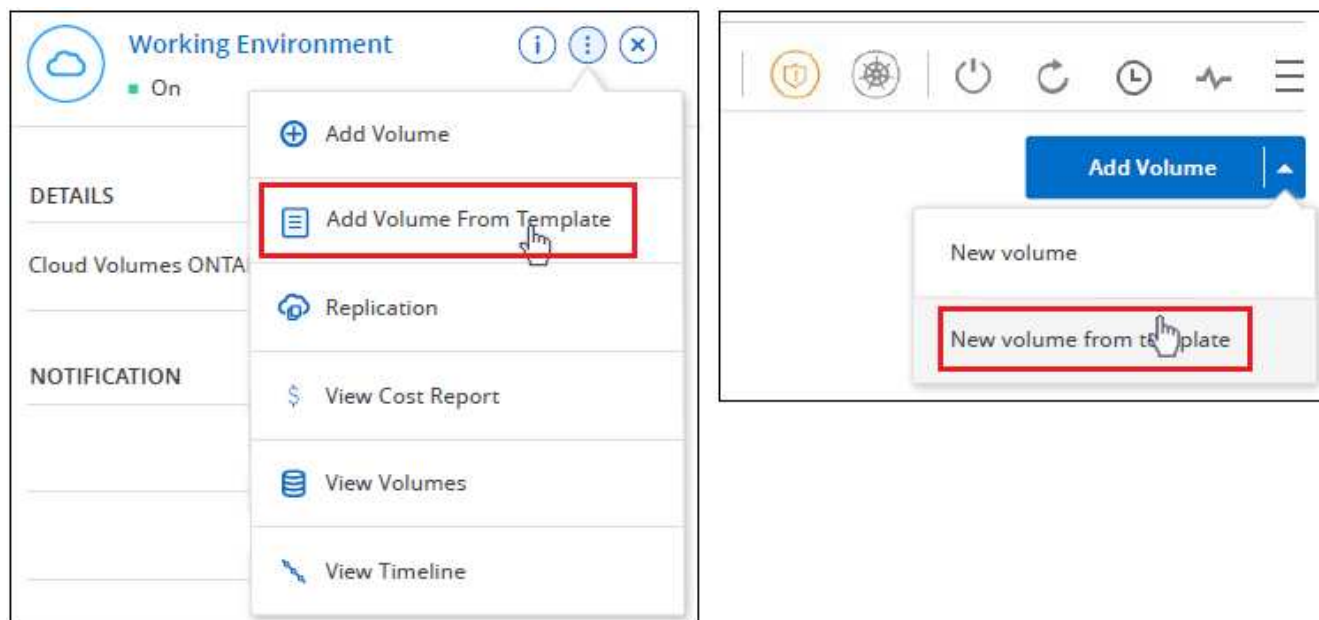 Working Environment
On
Add Volume
DETAILS
Add Volume From Template
Cloud Volumes ONTA
Replication
NOTIFICATION
$ View Cost Report
View Volumes
View Timeline
Add Volume
New volume
New volume from template